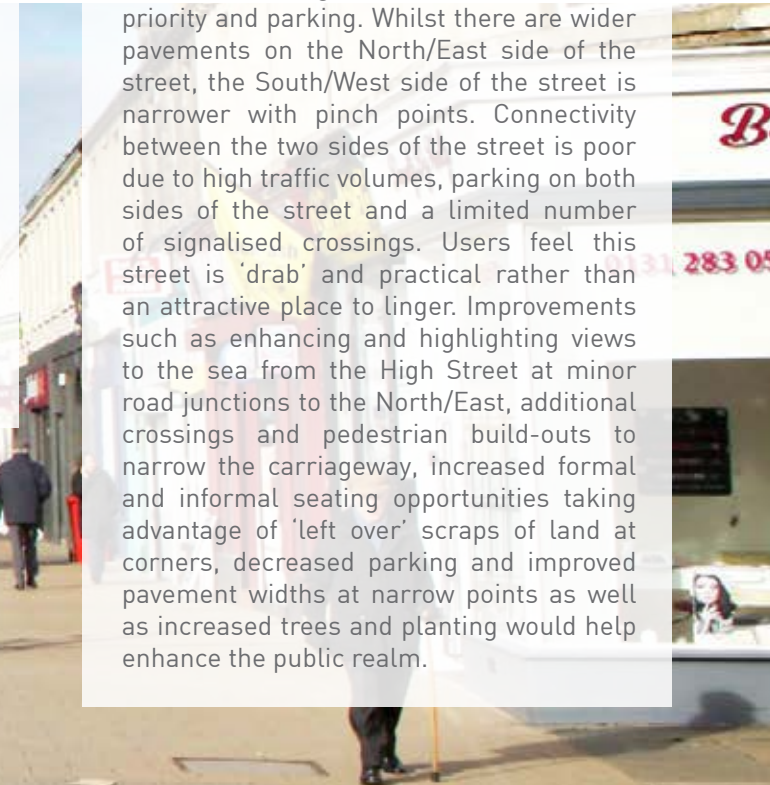 priority and parking. Whilst there are wider
pavements on the North/East side of the
street, the South/West side of the street is
narrower with pinch points. Connectivity
between the two sides of the street is poor
due to high traffic volumes, parking on both
sides of the street and a limited number
of signalised crossings. Users feel this
street is ‘drab’ and practical rather than
an attractive place to linger. Improvements
such as enhancing and highlighting views
to the sea from the High Street at minor
road junctions to the North/East, additional
crossings and pedestrian build-outs to
narrow the carriageway, increased formal
and informal seating opportunities taking
advantage of ‘left over’ scraps of land at
corners, decreased parking and improved
pavement widths at narrow points as well
as increased trees and planting would help
enhance the public realm.
B
0131 283 05